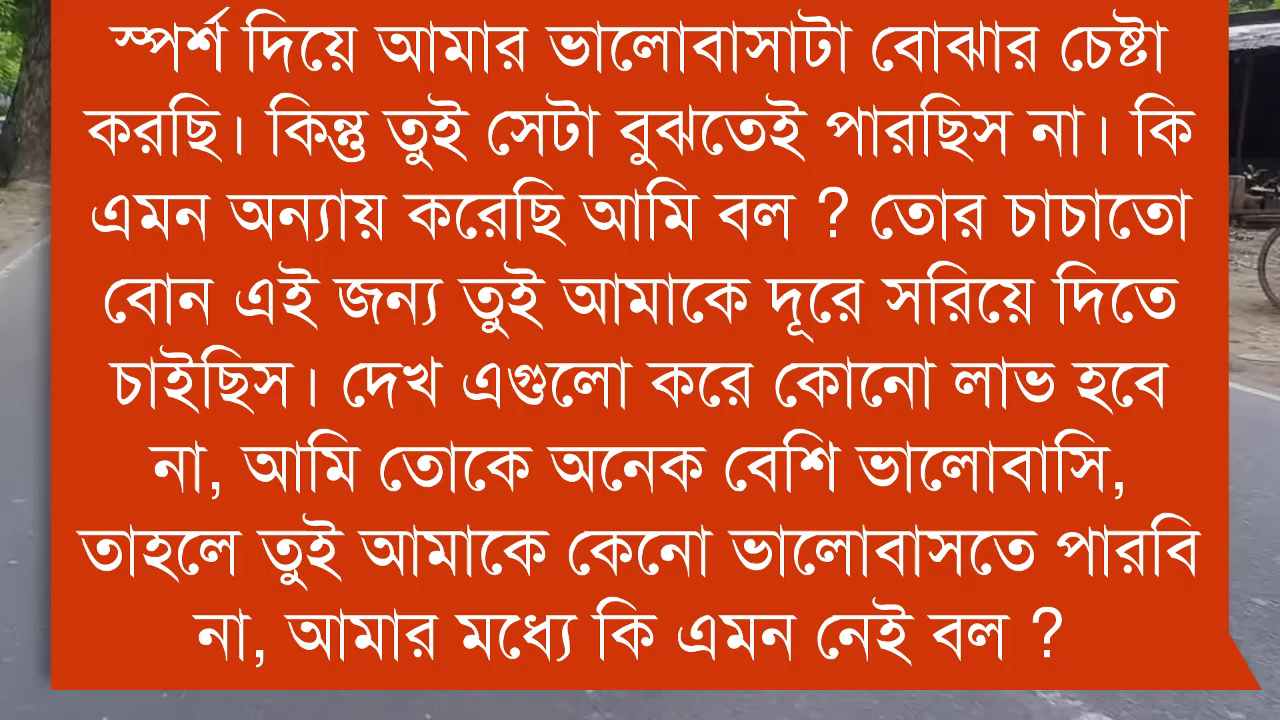 স্পর্শ দিয়ে আমার ভালোবাসাটা বোঝার চেষ্টা
করছি। কিন্তু তুই সেটা বুঝতেই পারছিস না। কি
এমন অন্যায় করেছি আমি বল ? তোর চাচাতো
বোন এই জন্য তুই আমাকে দূরে সরিয়ে দিতে
চাইছিস। দেখ এগুলো করে কোনো লাভ হবে
না, আমি তোকে অনেক বেশি ভালোবাসি,
তাহলে তুই আমাকে কেনো ভালোবাসতে পারবি
না, আমার মধ্যে কি এমন নেই বল ?